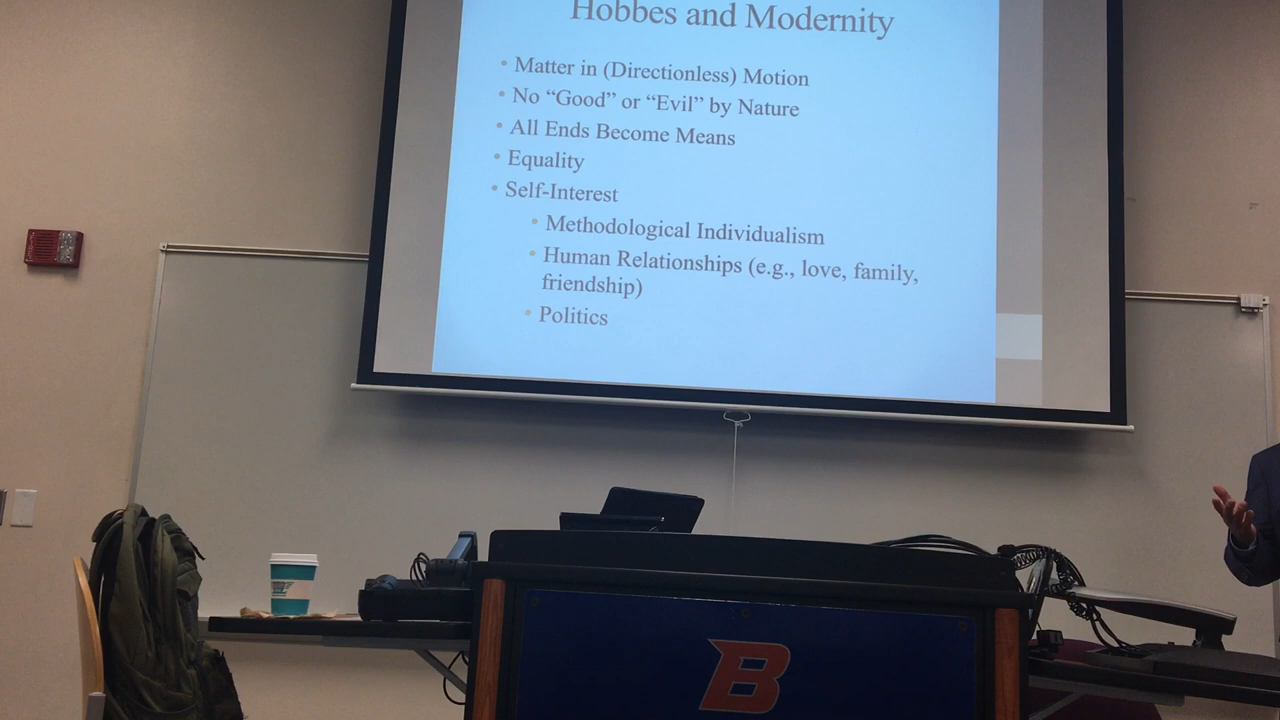 Hobbes and Modernity
• Matter in (Directionless) Motion
• No “Good” or “Evil” by Nature
• All Ends Become Means
• Equality
• Self-Interest
• Methodological Individualism
• Human Relationships (e.g., love, family,
friendship)
• Politics
B